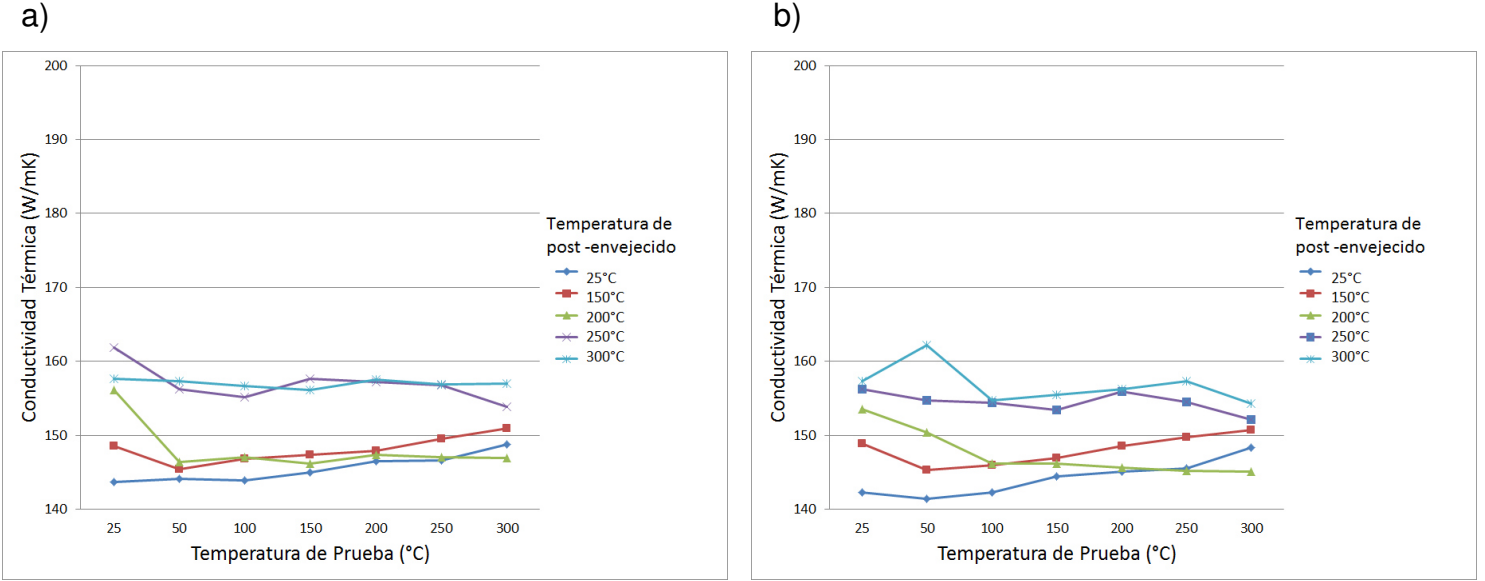 a)
200
190
180
170
160
150
140
Conductividad Térmica (W/mK)
25 50 100 150 200 250 300
Temperatura de Prueba (°C)
Temperatura de
post -envejecido
25°C
150°C
200°C
250°C
300°C
b)
200
190
180
170
160
150
140
Conductividad Térmica (W/mK)
25 50 100 150 200 250 300
Temperatura de Prueba (°C)
Temperatura de
post -envejecido
25°C
150°C
200°C
250°C
300°C